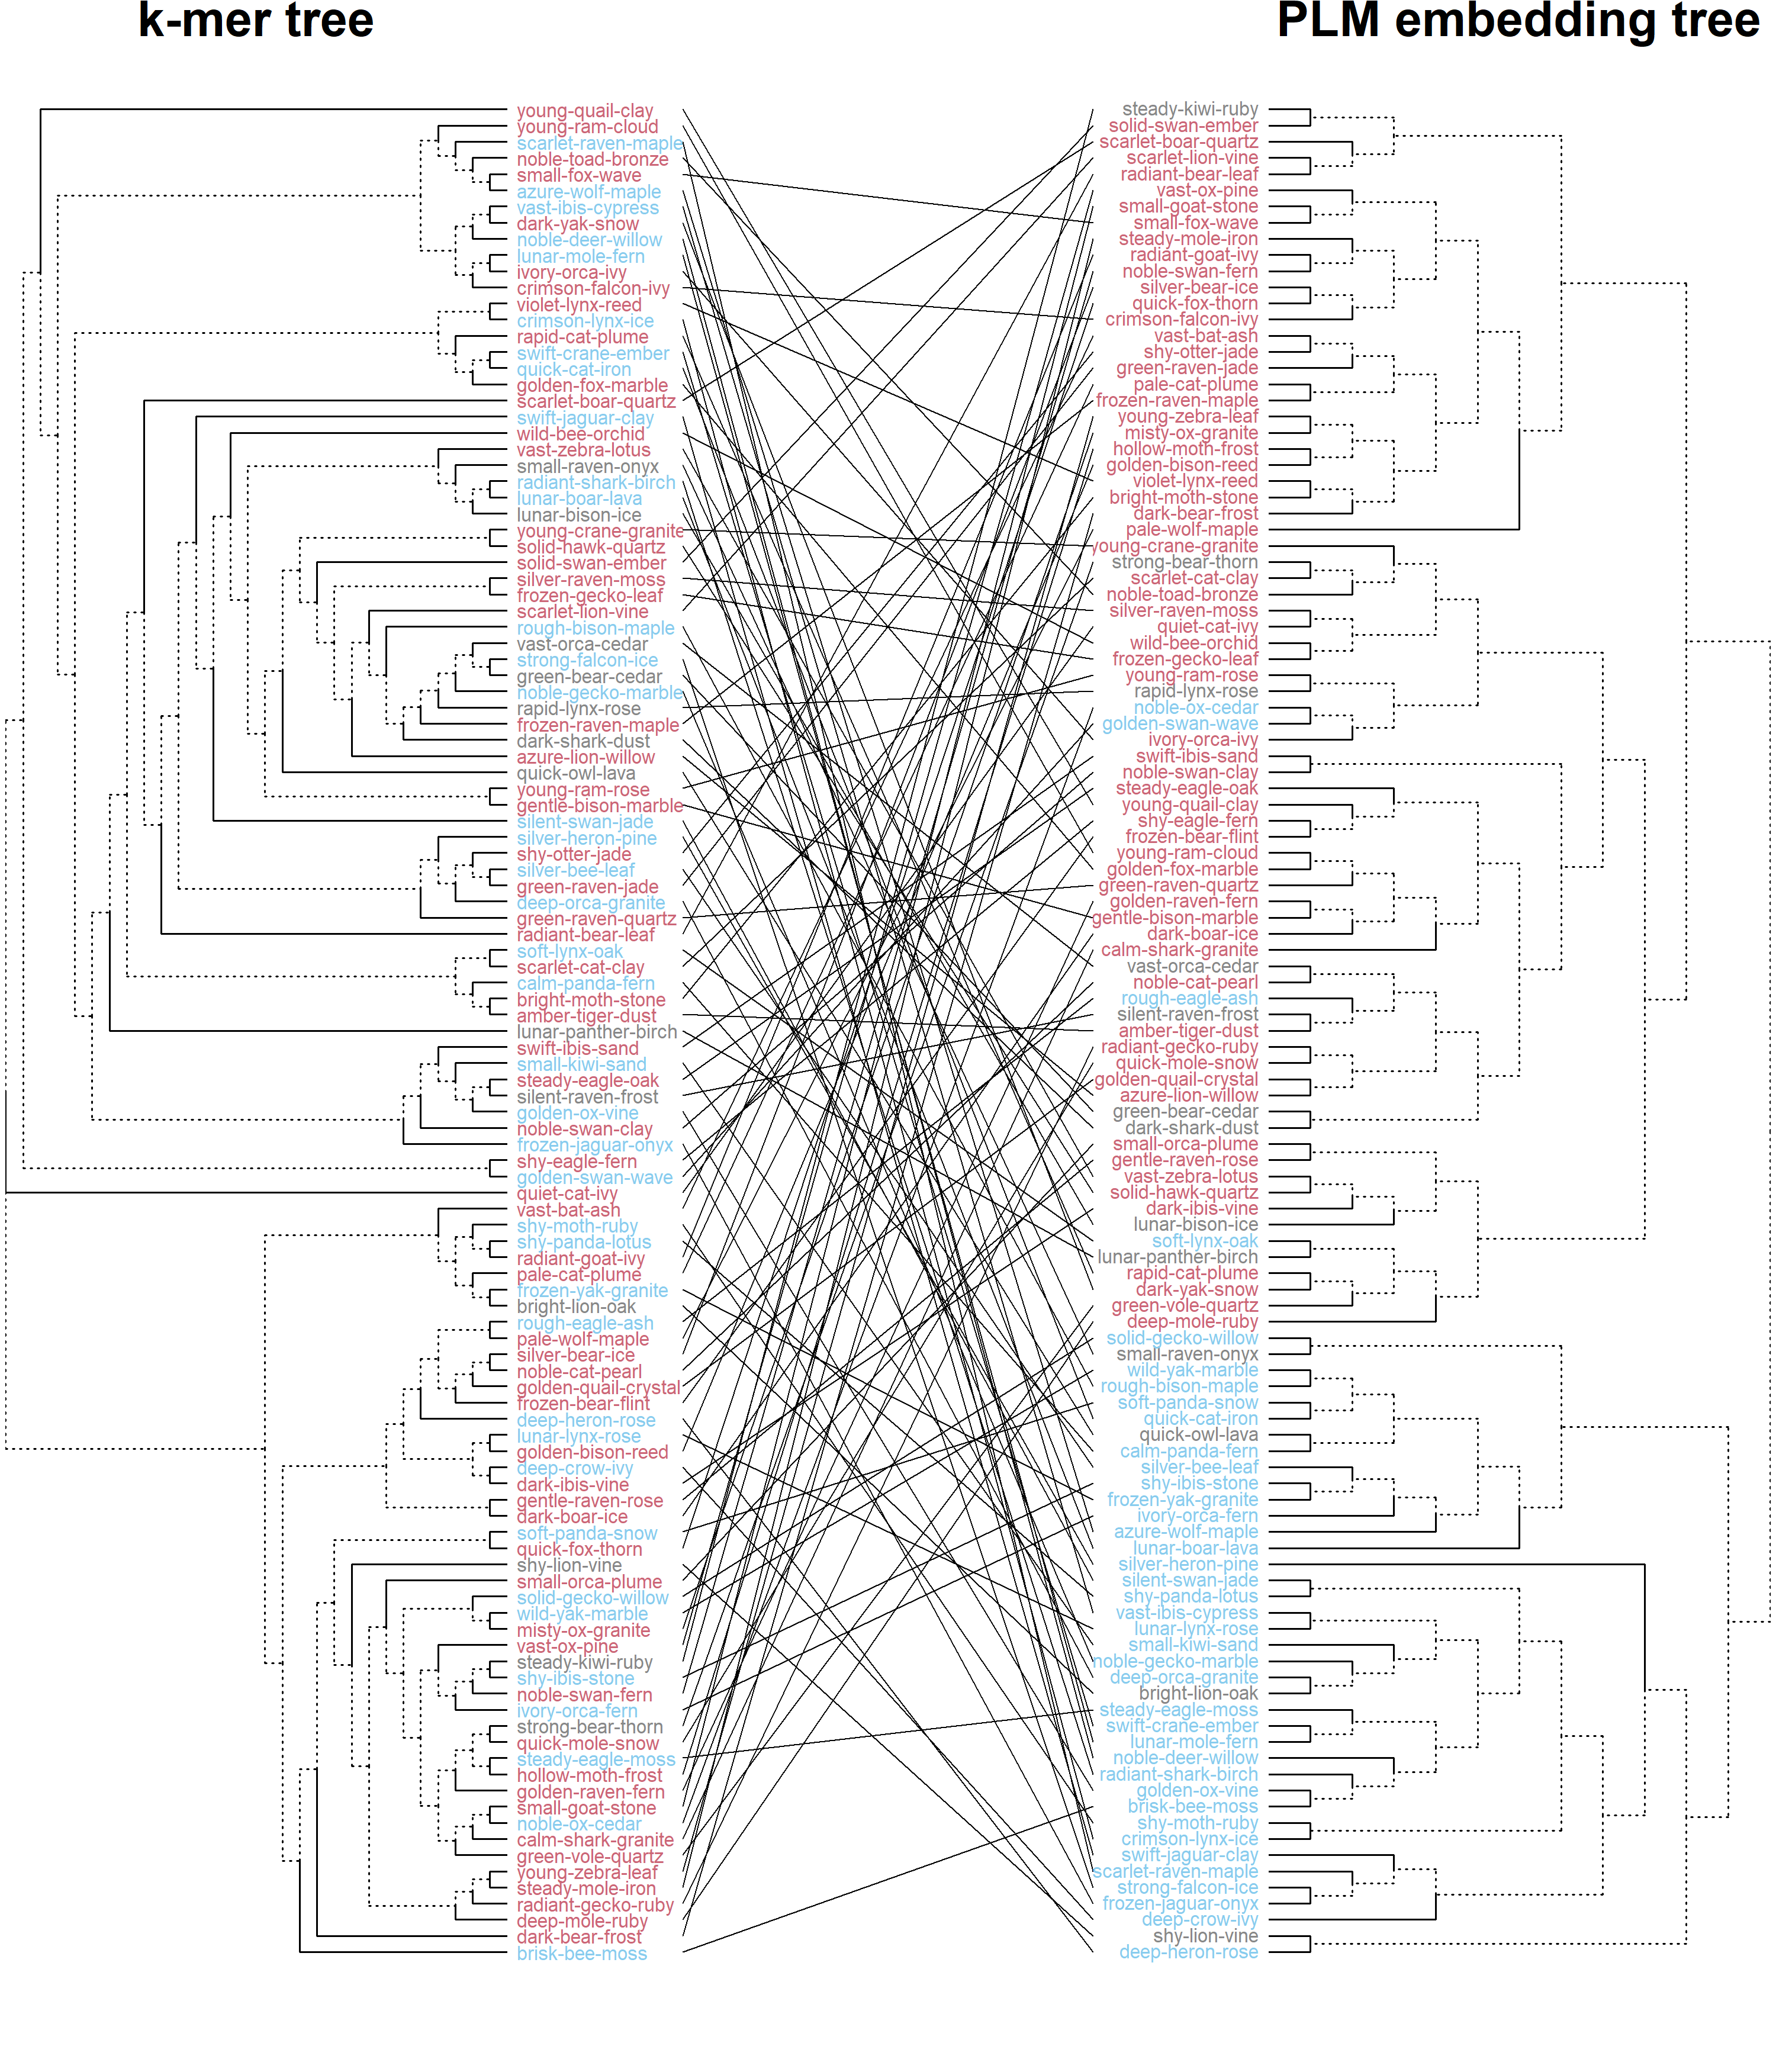 k-mer tree
PLM embedding tree
young-quail-clay
young-ram-cloud
scarlet-raven-maple
noble-toad-bronze
small-fox-wave
azure-wolf-maple
vast-ibis-cypress
dark-yak-snow
noble-deer-willow
lunar-mole-fern
ivory-orca-ivy
crimson-falcon-ivy
violet-lynx-reed
crimson-lynx-ice
rapid-cat-plume
swift-crane-ember
quick-cat-iron
golden-fox-marble
scarlet-boar-quartz
swift-jaguar-clay
wild-bee-orchid
vast-zebra-lotus
small-raven-onyx
radiant-shark-birch
lunar-boar-lava
lunar-bison-ice
young-crane-granite
solid-hawk-quartz
solid-swan-ember
silver-raven-moss
frozen-gecko-leaf
scarlet-lion-vine
rough-bison-maple
vast-orca-cedar
strong-falcon-ice
green-bear-cedar
noble-gecko-marble
rapid-lynx-rose
frozen-raven-maple
dark-shark-dust
azure-lion-willow
quick-owl-lava
young-ram-rose
gentle-bison-marble
silent-swan-jade
silver-heron-pine
shy-otter-jade
silver-bee-leaf
green-raven-jade
deep-orca-granite
green-raven-quartz
radiant-bear-leaf
soft-lynx-oak
scarlet-cat-clay
calm-panda-fern
bright-moth-stone
amber-tiger-dust
lunar-panther-birch
swift-ibis-sand
small-kiwi-sand
steady-eagle-oak
silent-raven-frost
golden-ox-vine
noble-swan-clay
frozen-jaguar-onyx
shy-eagle-fern
golden-swan-wave
quiet-cat-ivy
vast-bat-ash
shy-moth-ruby
shy-panda-lotus
radiant-goat-ivy
pale-cat-plume
frozen-yak-granite
bright-lion-oak
rough-eagle-ash
pale-wolf-maple
silver-bear-ice
noble-cat-pearl
golden-quail-crystal
frozen-bear-flint
deep-heron-rose
lunar-lynx-rose
golden-bison-reed
deep-crow-ivy
dark-ibis-vine
gentle-raven-rose
dark-boar-ice
soft-panda-snow
quick-fox-thorn
shy-lion-vine
small-orca-plume
solid-gecko-willow
wild-yak-marble
misty-ox-granite
vast-ox-pine
steady-kiwi-ruby
shy-ibis-stone
noble-swan-fern
ivory-orca-fern
strong-bear-thorn
quick-mole-snow
steady-eagle-moss
hollow-moth-frost
golden-raven-fern
small-goat-stone
noble-ox-cedar
calm-shark-granite
green-vole-quartz
young-zebra-leaf
steady-mole-iron
radiant-gecko-ruby
deep-mole-ruby
dark-bear-frost
brisk-bee-moss
steady-kiwi-ruby
solid-swan-ember
scarlet-boar-quartz
scarlet-lion-vine
radiant-bear-leaf
vast-ox-pine
small-goat-stone
small-fox-wave
steady-mole-iron
radiant-goat-ivy
noble-swan-fern
silver-bear-ice
quick-fox-thorn
crimson-falcon-ivy
vast-bat-ash
shy-otter-jade
green-raven-jade
pale-cat-plume
frozen-raven-maple
young-zebra-leaf
misty-ox-granite
hollow-moth-frost
golden-bison-reed
violet-lynx-reed
bright-moth-stone
dark-bear-frost
pale-wolf-maple
young-crane-granite
strong-bear-thorn
scarlet-cat-clay
noble-toad-bronze
silver-raven-moss
quiet-cat-ivy
wild-bee-orchid
frozen-gecko-leaf
young-ram-rose
rapid-lynx-rose
noble-ox-cedar
golden-swan-wave
ivory-orca-ivy
swift-ibis-sand
noble-swan-clay
steady-eagle-oak
young-quail-clay
shy-eagle-fern
frozen-bear-flint
young-ram-cloud
golden-fox-marble
green-raven-quartz
golden-raven-fern
gentle-bison-marble
dark-boar-ice
calm-shark-granite
vast-orca-cedar
noble-cat-pearl
rough-eagle-ash
silent-raven-frost
amber-tiger-dust
radiant-gecko-ruby
quick-mole-snow
golden-quail-crystal
azure-lion-willow
green-bear-cedar
dark-shark-dust
small-orca-plume
gentle-raven-rose
vast-zebra-lotus
solid-hawk-quartz
dark-ibis-vine
lunar-bison-ice
soft-lynx-oak
lunar-panther-birch
rapid-cat-plume
dark-yak-snow
green-vole-quartz
deep-mole-ruby
solid-gecko-willow
small-raven-onyx
wild-yak-marble
rough-bison-maple
soft-panda-snow
quick-cat-iron
quick-owl-lava
calm-panda-fern
silver-bee-leaf
shy-ibis-stone
frozen-yak-granite
ivory-orca-fern
azure-wolf-maple
lunar-boar-lava
silver-heron-pine
silent-swan-jade
shy-panda-lotus
vast-ibis-cypress
lunar-lynx-rose
small-kiwi-sand
noble-gecko-marble
deep-orca-granite
bright-lion-oak
steady-eagle-moss
swift-crane-ember
lunar-mole-fern
noble-deer-willow
radiant-shark-birch
golden-ox-vine
brisk-bee-moss
shy-moth-ruby
crimson-lynx-ice
swift-jaguar-clay
scarlet-raven-maple
strong-falcon-ice
frozen-jaguar-onyx
deep-crow-ivy
shy-lion-vine
deep-heron-rose